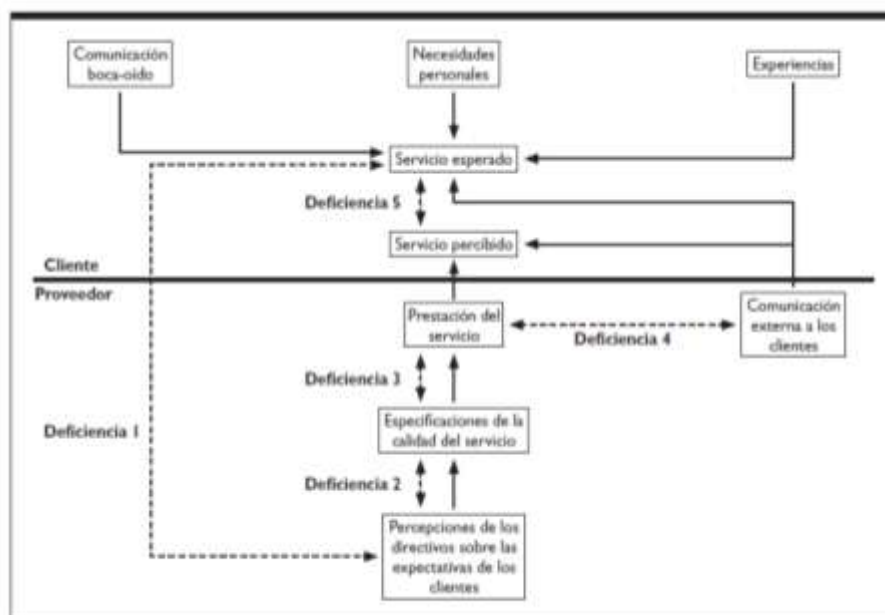 Comunicación
boca-oido
Necesidades
personales
Experiencias
Servicio esperado
Deficiencia 5
Servicio percibido
Cliente
Proveedor
Prestación del
servicio
Comunicación
externa a los
clientes
Deficiencia 4
Deficiencia 3
Deficiencia 1
Especificaciones de la
calidad del servicio
Deficiencia 2
Percepciones de los
directivos sobre las
expectativas de los
clientes